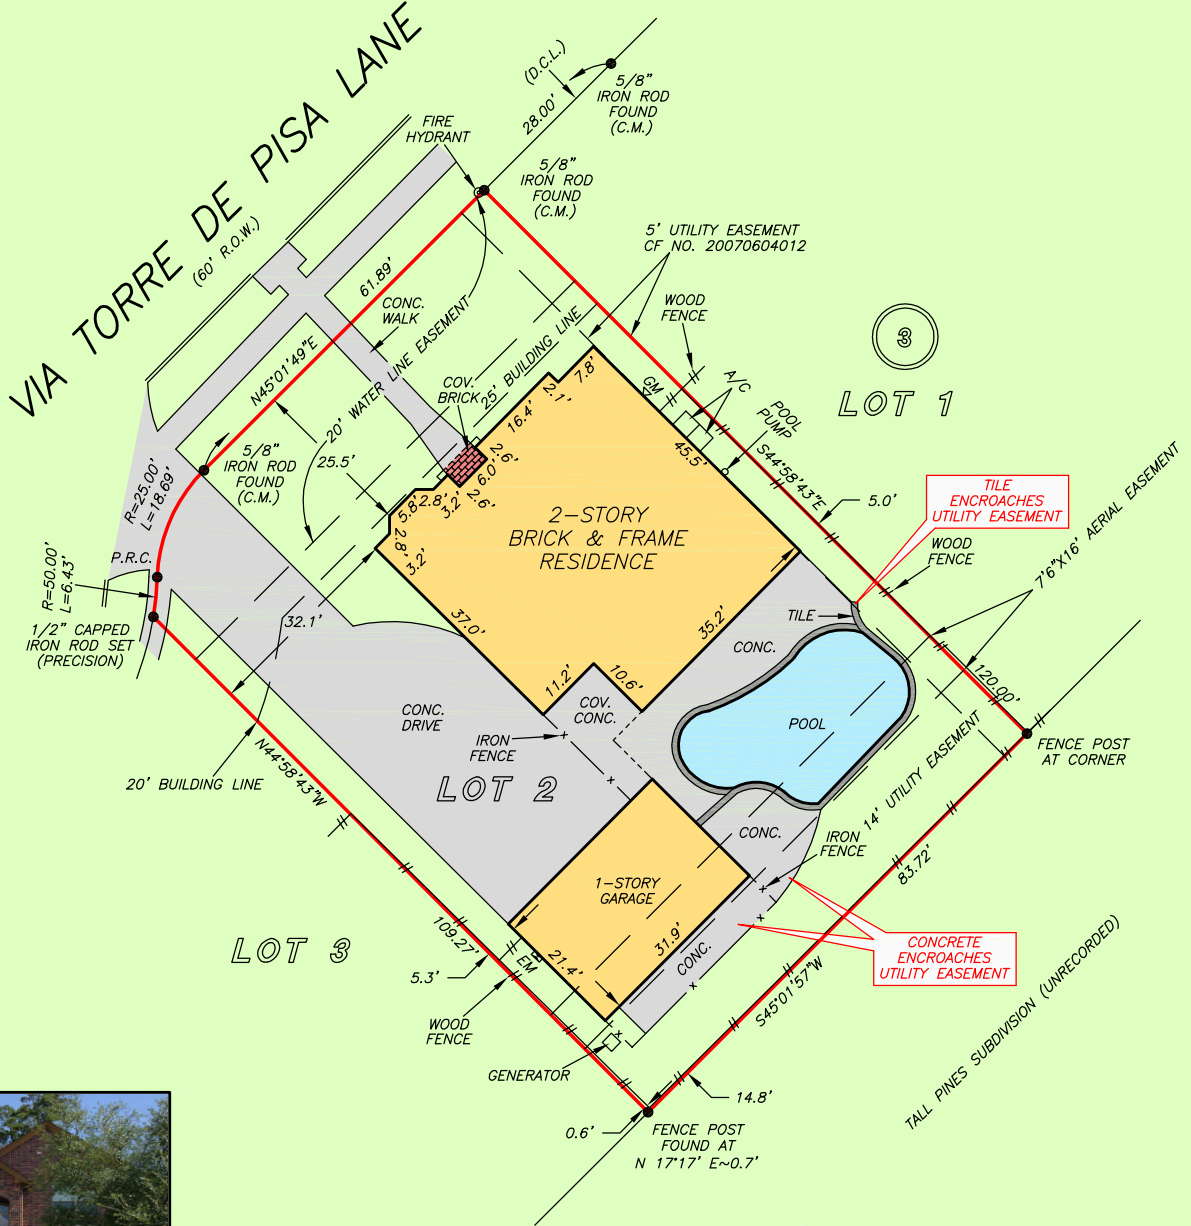 VIA TORRE DE PISA LANE
(60' R.O.W.)
(D.C.L.)
28.00'
5/8"
IRON ROD
FOUND
(C.M.)
FIRE
HYDRANT
5/8"
IRON ROD
FOUND
(C.M.)
5' UTILITY EASEMENT
CF NO. 20070604012
61.89'
N45°01'49"E
CONC.
WALK
20' WATER LINE EASEMENT
25' BUILDING LINE
WOOD
FENCE
3
LOT 1
COV.
BRICK
7.8'
2.1'
16.4'
2.6'
6.0'
2.6'
3.2'
2.8'
5.8'
2.8'
3.2'
GM
A/C
POOL
PUMP
45.5'
S44°58'43"E
5.0'
25.5'
5/8"
IRON ROD
FOUND
(C.M.)
R=25.00'
L=18.69'
P.R.C.
R=50.00'
L=6.43'
1/2" CAPPED
IRON ROD SET
(PRECISION)
2-STORY
BRICK & FRAME
RESIDENCE
TILE
ENCROACHES
UTILITY EASEMENT
WOOD
FENCE
7'6"X16' AERIAL EASEMENT
32.1'
37.0'
35.2'
TILE
CONC.
120.00'
11.2'
10.6'
COV.
CONC.
CONC.
DRIVE
IRON
FENCE
POOL
FENCE POST
AT CORNER
14' UTILITY EASEMENT
20' BUILDING LINE
N44°58'43"W
LOT 2
CONC.
IRON
FENCE
83.72'
1-STORY
GARAGE
LOT 3
109.27'
5.3'
EM
21.4'
31.9'
CONC.
CONCRETE
ENCROACHES
UTILITY EASEMENT
S45°01'57"W
WOOD
FENCE
GENERATOR
14.8'
0.6'
FENCE POST
FOUND AT
N 17°17' E~0.7'
TALL PINES SUBDIVISION (UNRECORDED)